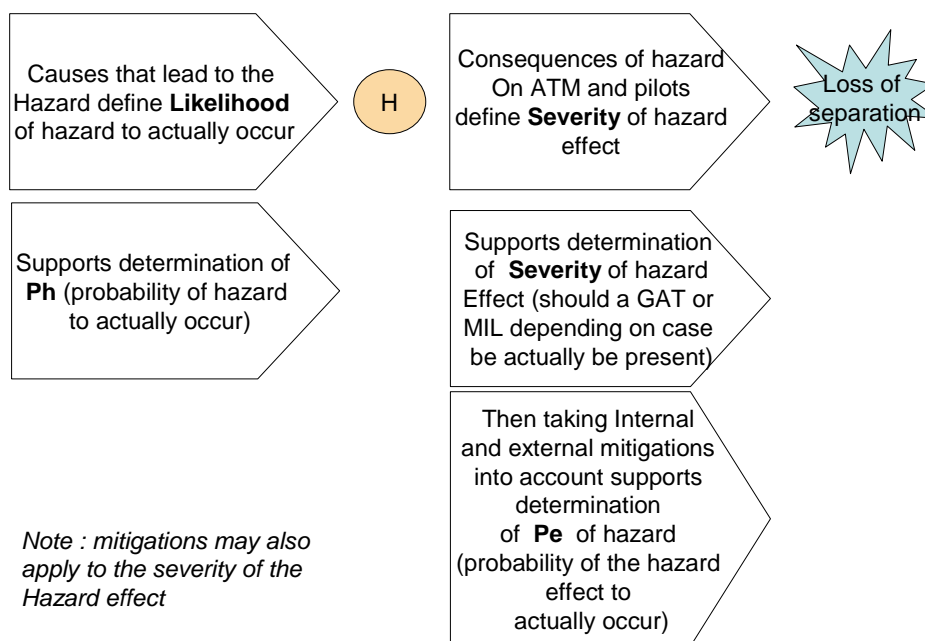 Causes that lead to the
Hazard define Likelihood
of hazard to actually occur
H
Consequences of hazard
On ATM and pilots
define Severity of hazard
effect
Loss of
separation
Supports determination of
Ph (probability of hazard
to actually occur)
Supports determination
of Severity of hazard
Effect (should a GAT or
MIL depending on case
be actually be present)
Then taking Internal
and external mitigations
into account supports
determination
of Pe of hazard
(probability of the hazard
effect to
actually occur)
Note : mitigations may also
apply to the severity of the
Hazard effect